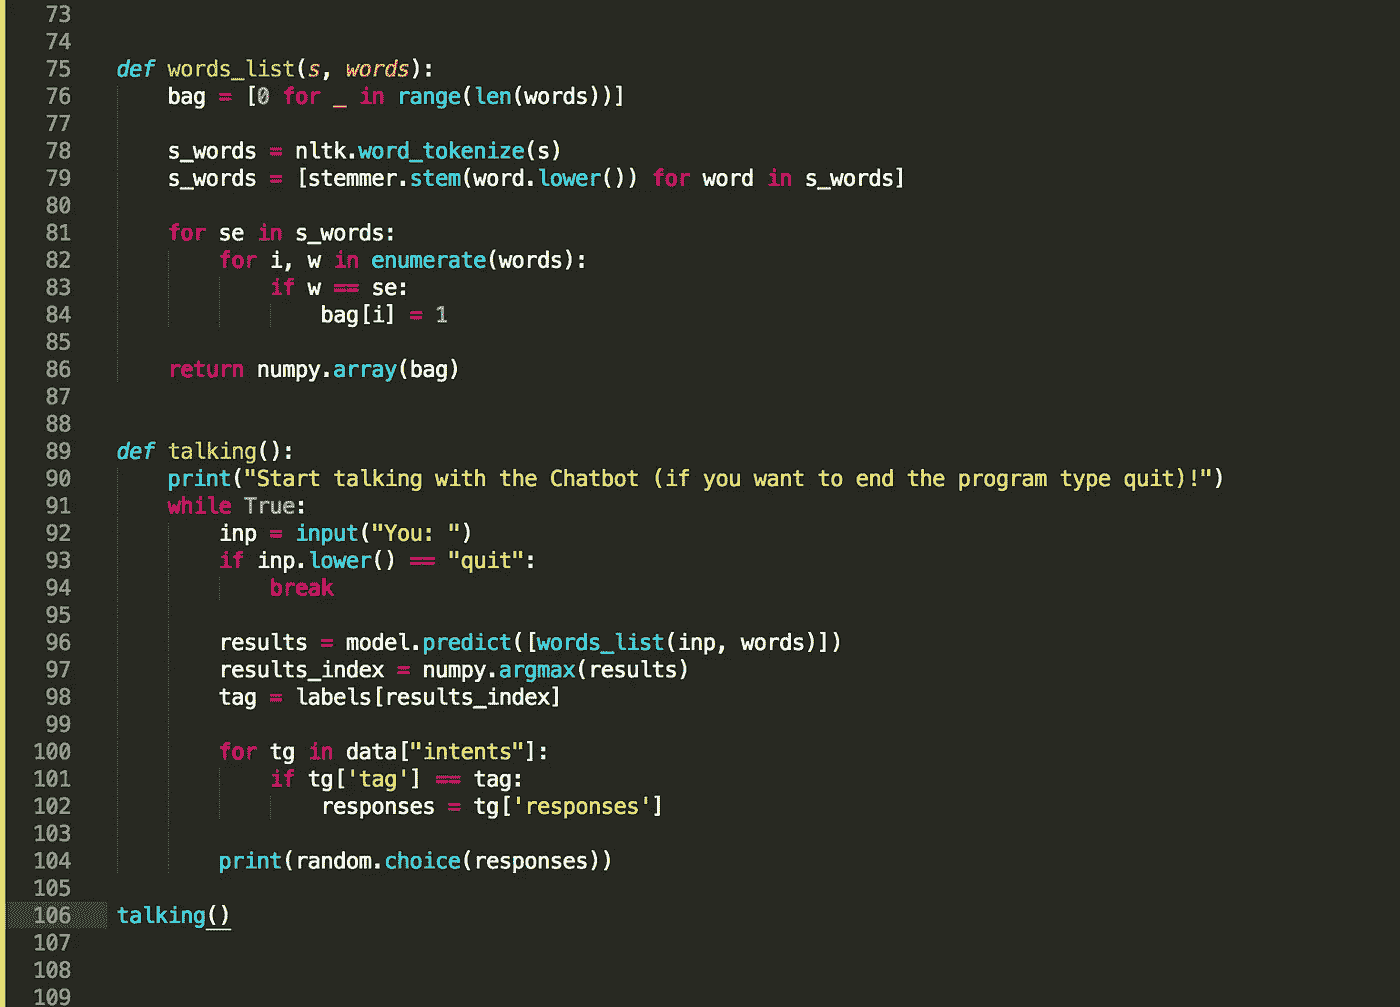 73
74
75 def words_list(s, words):
76     bag = [0 for _ in range(len(words))]
77
78     s_words = nltk.word_tokenize(s)
79     s_words = [stemmer.stem(word.lower()) for word in s_words]
80
81     for se in s_words:
82         for i, w in enumerate(words):
83             if w == se:
84                 bag[i] = 1
85
86     return numpy.array(bag)
87
88
89 def talking():
90     print("Start talking with the Chatbot (if you want to end the program type quit)!")
91     while True:
92         inp = input("You: ")
93         if inp.lower() == "quit":
94             break
95
96         results = model.predict([words_list(inp, words)])
97         results_index = numpy.argmax(results)
98         tag = labels[results_index]
99
100         for tg in data["intents"]:
101             if tg['tag'] == tag:
102                 responses = tg['responses']
103
104         print(random.choice(responses))
105
106 talking()
107
108
109